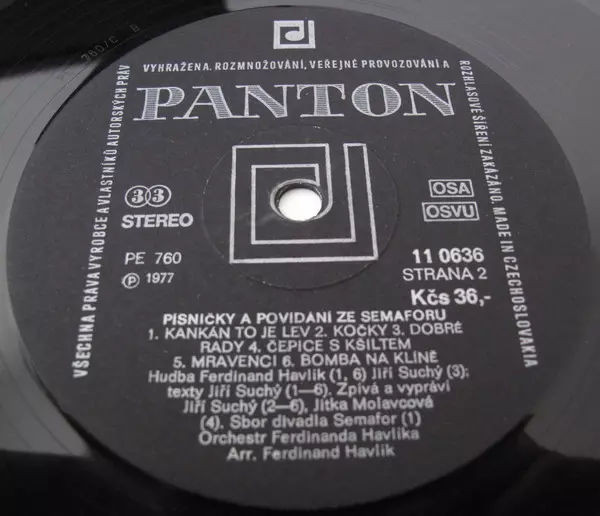 VŠECHNA PRÁVA VÝROBCE A VLASTNÍKŮ AUTORSKÝCH PRÁV
VYHRAŽENA. ROZMNOŽOVÁNÍ, VEŘEJNÉ PROVOZOVÁNÍ A
ROZHLASOVÉ ŠÍŘENÍ ZAKÁZÁNO. MADE IN CZECHOSLOVAKIA
PANTON
33
STEREO
OSA
OSVU
PE 760
℗ 1977
11 0636
STRANA 2
Kčs 36,-
PÍSNIČKY A POVÍDÁNÍ ZE SEMAFORU
1. KANKÁN TO JE LEV 2. KOČKY 3. DOBRÉ
RADY 4. ČEPICE S KŠILTEM
5. MRAVENCI 6. BOMBA NA KLÍNĚ
Hudba Ferdinand Havlík (1, 6) Jiří Suchý (3);
texty Jiří Suchý (1—6). Zpívá a vypráví
Jiří Suchý (2—6), Jitka Molavcová
(4). Sbor divadla Semafor (1)
Orchestr Ferdinanda Havlíka
Arr. Ferdinand Havlík